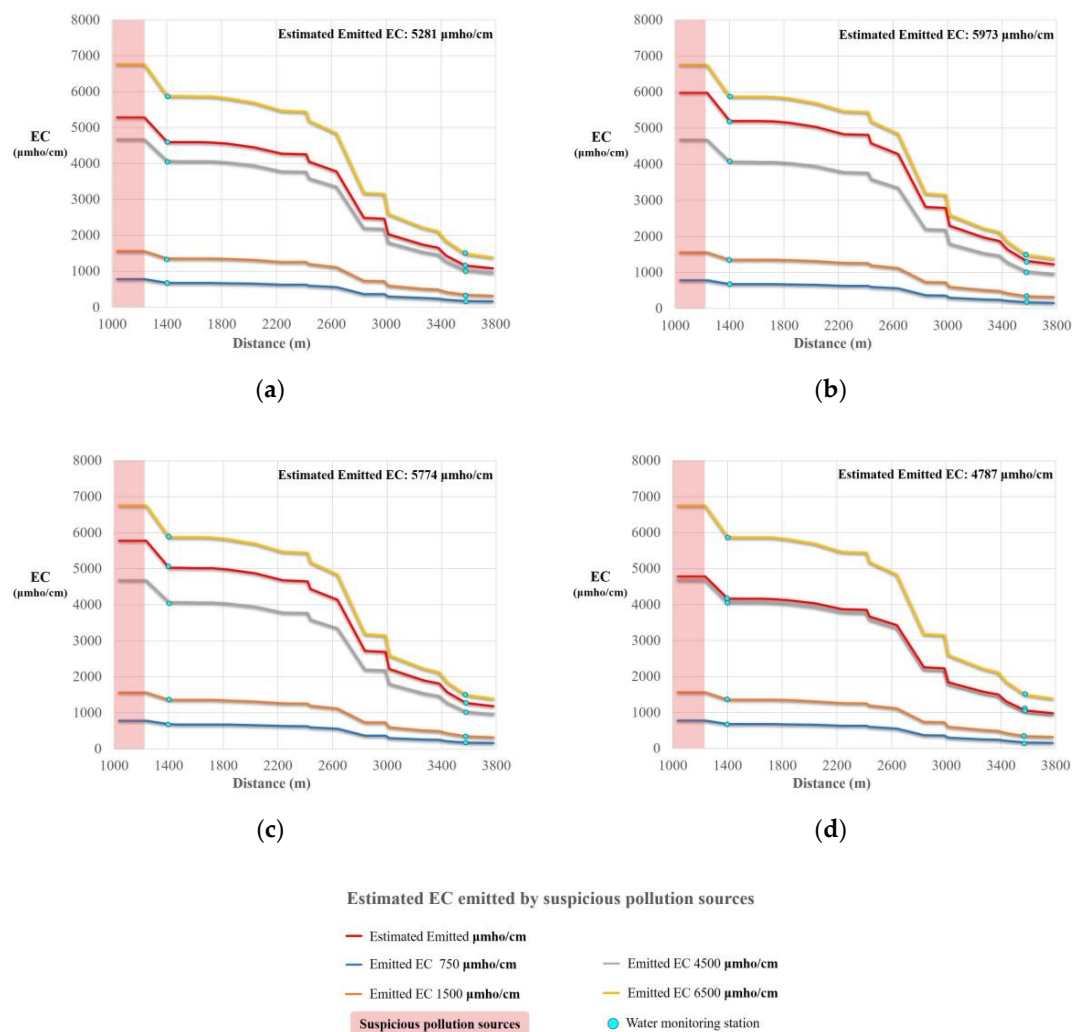 Estimated Emitted EC: 5281 µmho/cm
8000
7000
6000
5000
4000
3000
2000
1000
0
EC
(µmho/cm)
1000 1400 1800 2200 2600 3000 3400 3800
Distance (m)
(a)
Estimated Emitted EC: 5973 µmho/cm
8000
7000
6000
5000
4000
3000
2000
1000
0
EC
(µmho/cm)
1000 1400 1800 2200 2600 3000 3400 3800
Distance (m)
(b)
Estimated Emitted EC: 5774 µmho/cm
8000
7000
6000
5000
4000
3000
2000
1000
0
EC
(µmho/cm)
1000 1400 1800 2200 2600 3000 3400 3800
Distance (m)
(c)
Estimated Emitted EC: 4787 µmho/cm
8000
7000
6000
5000
4000
3000
2000
1000
0
EC
(µmho/cm)
1000 1400 1800 2200 2600 3000 3400 3800
Distance (m)
(d)
Estimated EC emitted by suspicious pollution sources
Estimated Emitted µmho/cm
Emitted EC 750 µmho/cm
Emitted EC 4500 µmho/cm
Emitted EC 1500 µmho/cm
Emitted EC 6500 µmho/cm
Suspicious pollution sources
Water monitoring station